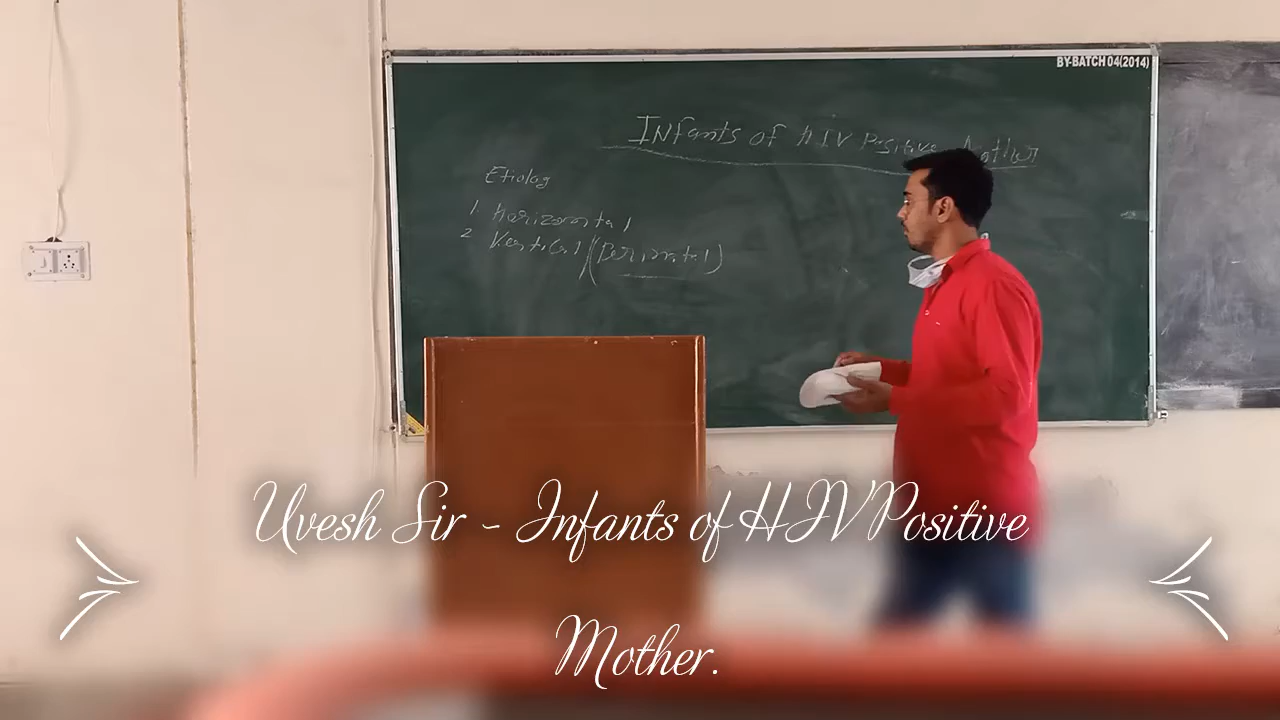 BY-BATCH 04(2014)
INfants of HIV Positive Mother
Etiolog
1. horizontal
2 Vertical (Perinatal)
Uvesh Sir - Infants of HIV Positive
Mother.